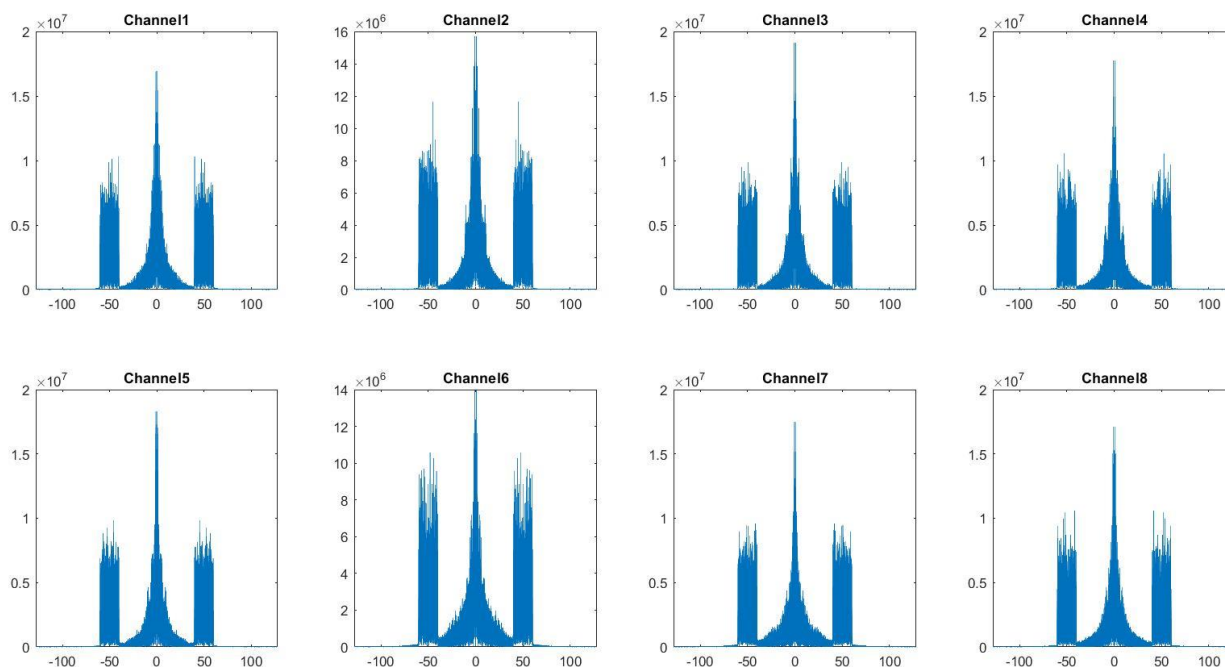 Channel1 Channel2 Channel3 Channel4
×10^7 ×10^6 ×10^7 ×10^7
2 16 2 2
14
1.5 12 1.5 1.5
10
1 8 1 1
6
0.5 4 0.5 0.5
2
0 0 0 0
-100 -50 0 50 100 -100 -50 0 50 100 -100 -50 0 50 100 -100 -50 0 50 100
Channel5 Channel6 Channel7 Channel8
×10^7 ×10^6 ×10^7 ×10^7
2 14 2 2
12
1.5 10 1.5 1.5
8
1 1 1
6
0.5 4 0.5 0.5
2
0 0 0 0
-100 -50 0 50 100 -100 -50 0 50 100 -100 -50 0 50 100 -100 -50 0 50 100